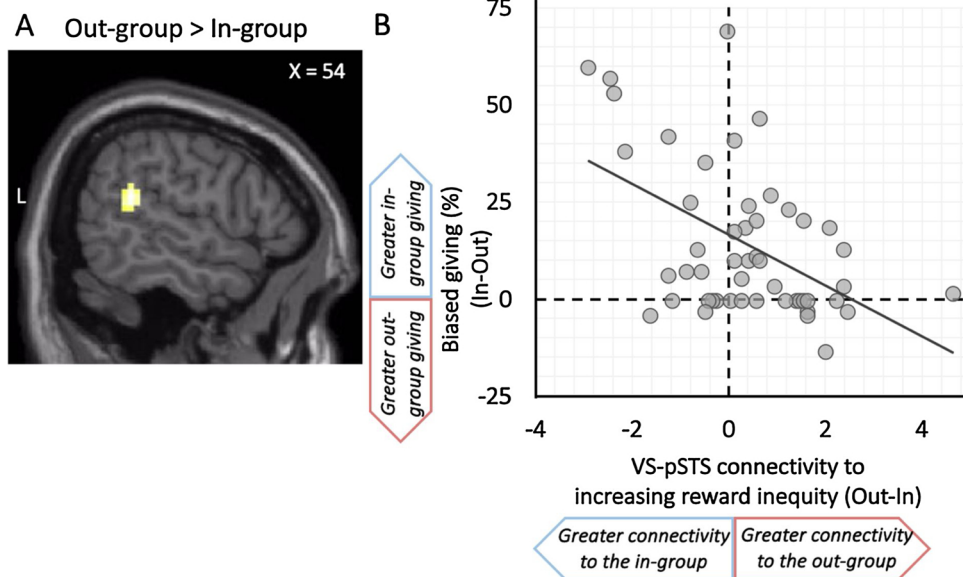 A
Out-group > In-group
X = 54
L
B
Greater in-
group giving
Greater out-
group giving
Biased giving (%)
(In-Out)
75
50
25
0
-25
-4
-2
0
2
4
VS-pSTS connectivity to
increasing reward inequity (Out-In)
Greater connectivity
to the in-group
Greater connectivity
to the out-group